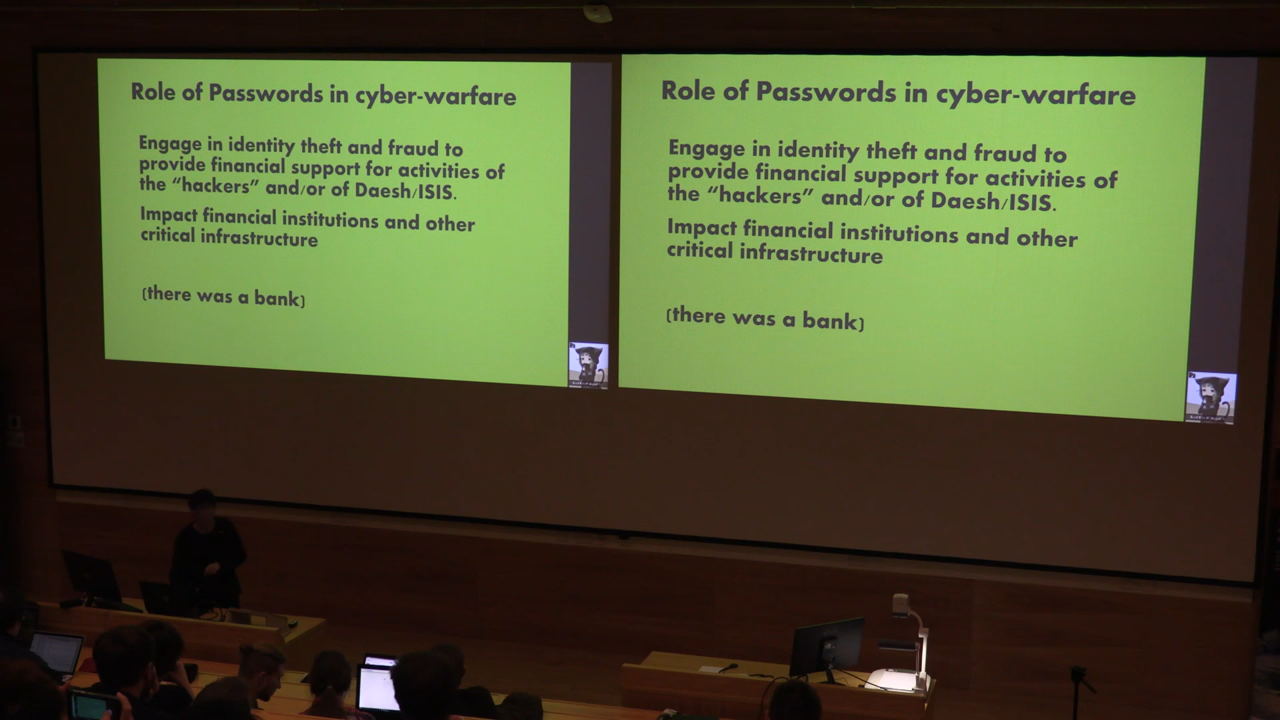 Role of Passwords in cyber-warfare
Engage in identity theft and fraud to
provide financial support for activities of
the “hackers” and/or of Daesh/ISIS.
Impact financial institutions and other
critical infrastructure
(there was a bank)
Role of Passwords in cyber-warfare
Engage in identity theft and fraud to
provide financial support for activities of
the “hackers” and/or of Daesh/ISIS.
Impact financial institutions and other
critical infrastructure
(there was a bank)